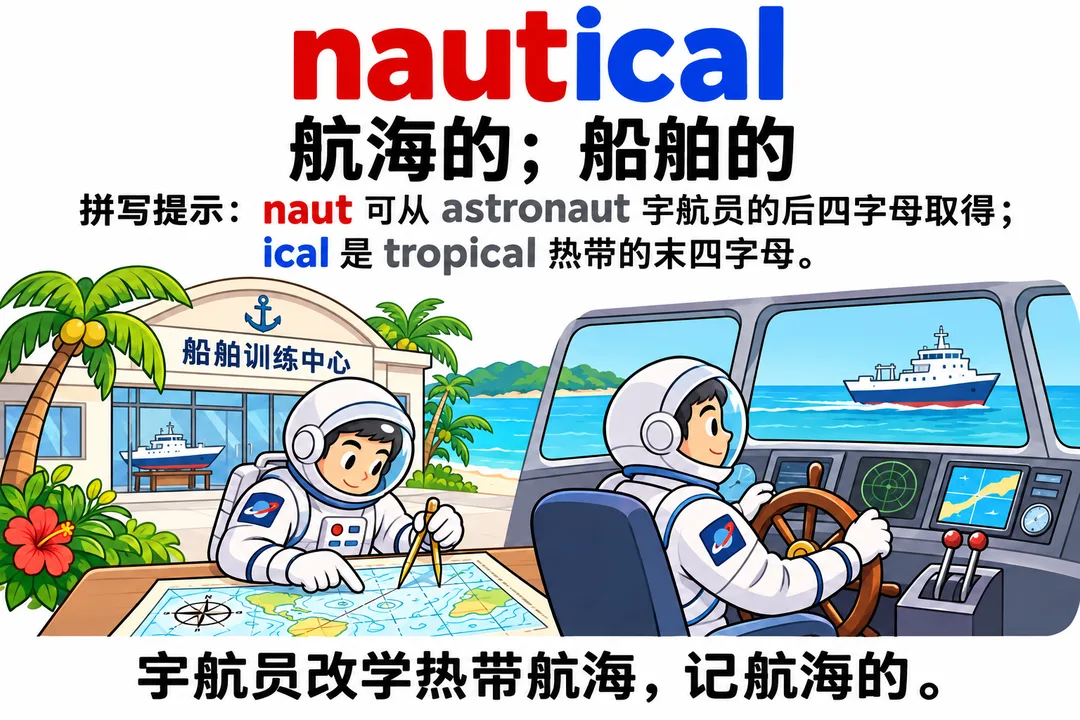 nautical
航海的；船舶的
拼写提示：naut 可从 astronaut 宇航员的后四字母取得；
ical 是 tropical 热带的末四字母。
船舶训练中心
宇航员改学热带航海，记航海的。